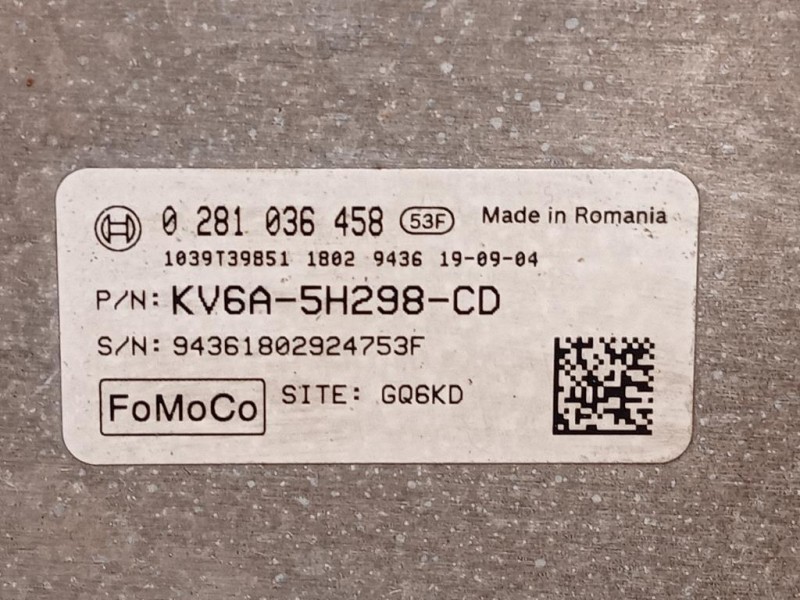 0 281 036 458 53F Made in Romania
1039T39851 1802 9436 19-09-04
P/N: KV6A-5H298-CD
S/N: 94361802924753F
FoMoCo SITE: GQ6KD